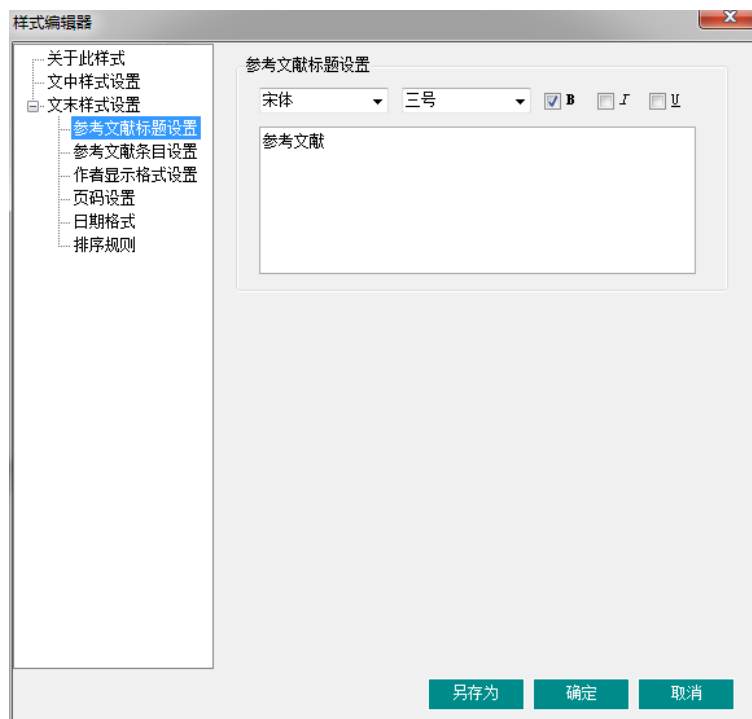 样式编辑器
关于此样式
文中样式设置
文末样式设置
参考文献标题设置
参考文献条目设置
作者显示格式设置
页码设置
日期格式
排序规则
参考文献标题设置
宋体 三号 B I U
参考文献
另存为 确定 取消